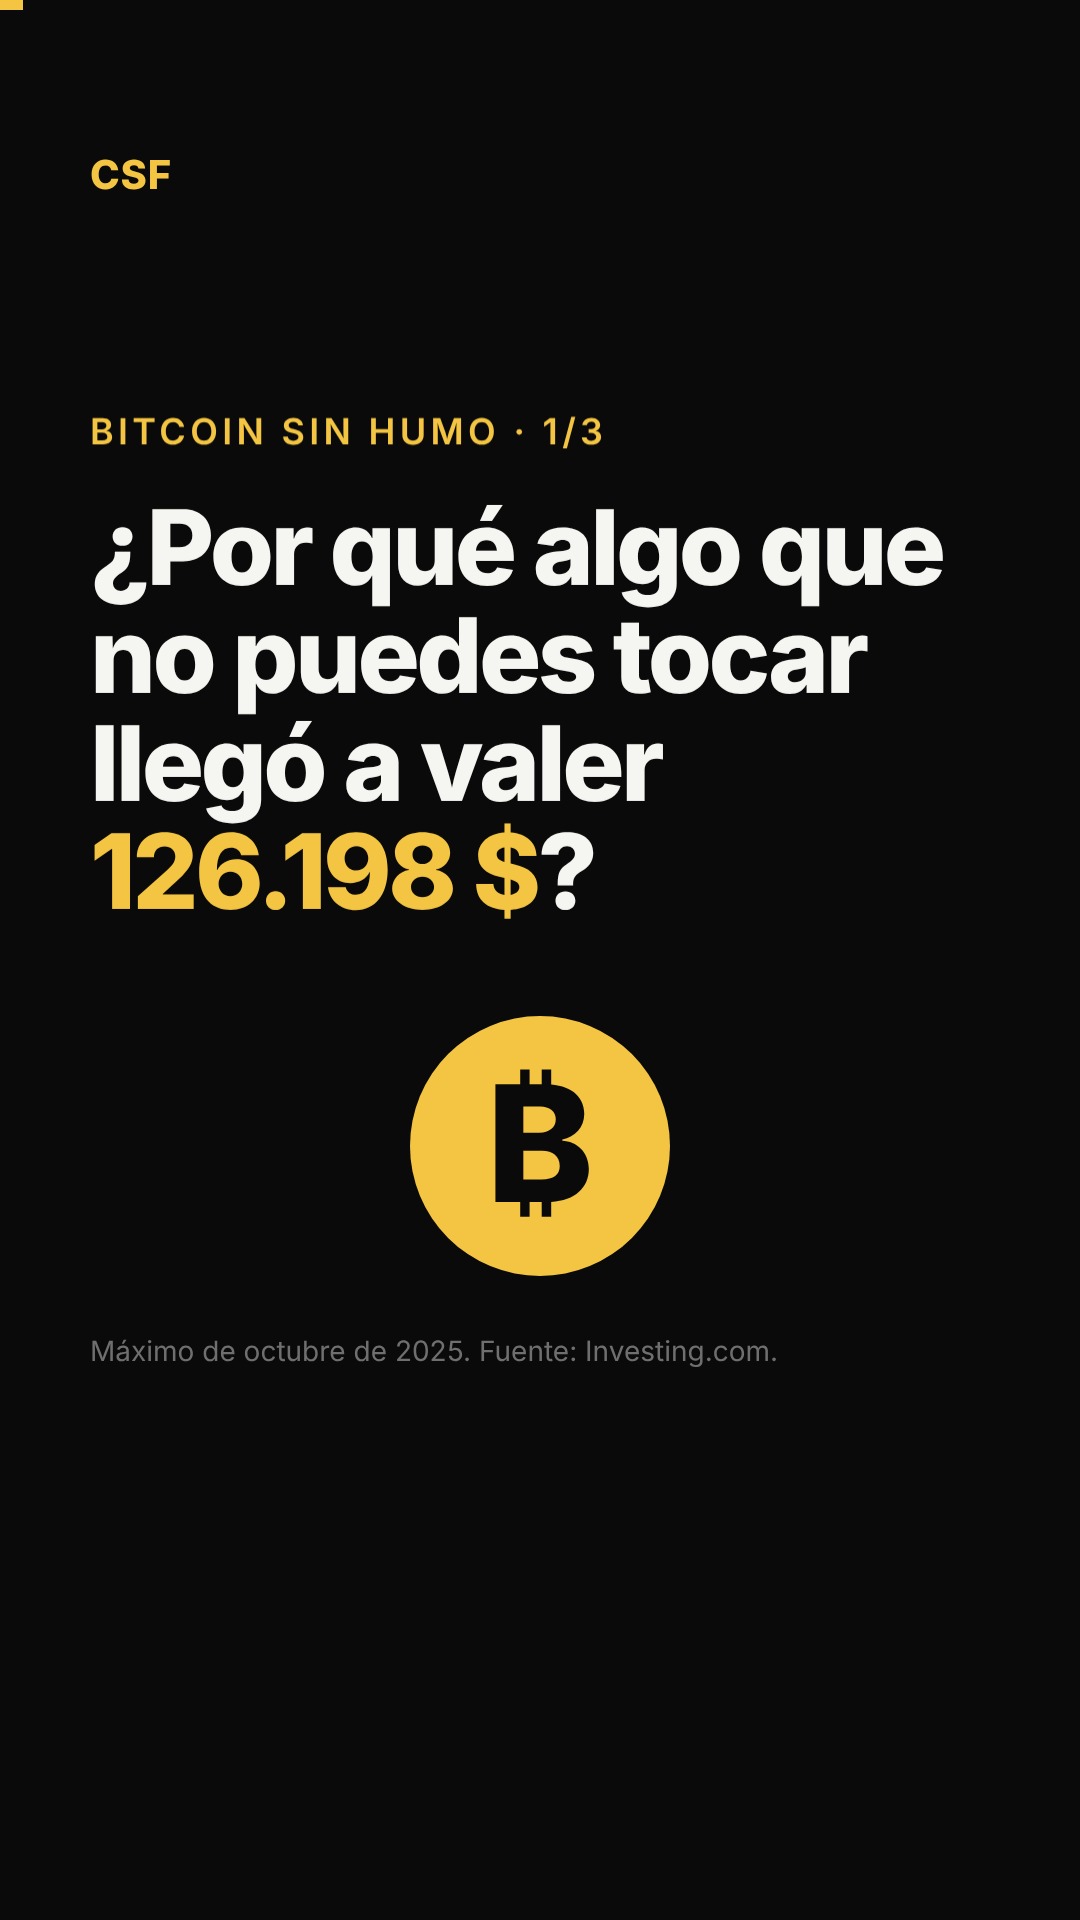 CSF
BITCOIN SIN HUMO · 1/3
¿Por qué algo que
no puedes tocar
llegó a valer
126.198 $?
₿
Máximo de octubre de 2025. Fuente: Investing.com.